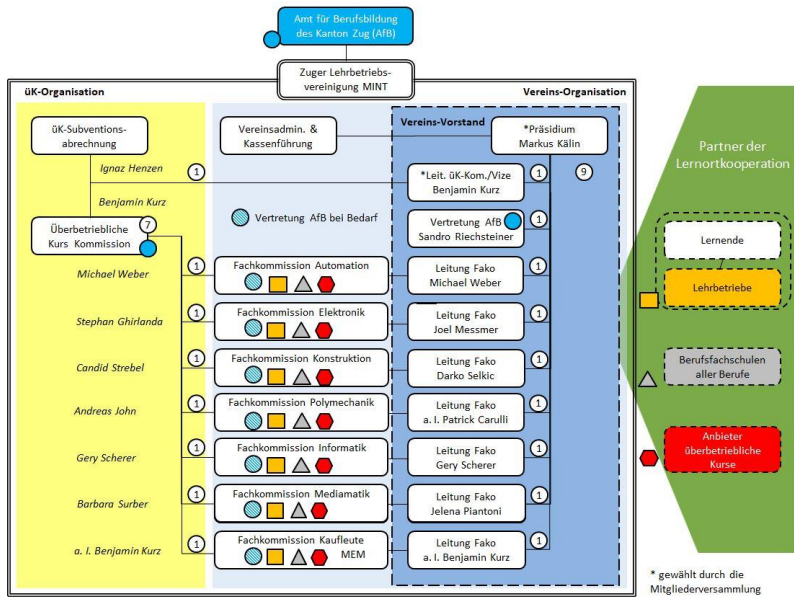 Amt für Berufsbildung
des Kanton Zug (AfB)
Zuger Lehrbetriebs-
vereinigung MINT
üK-Organisation
Vereins-Organisation
üK-Subventions-
abrechnung
Vereinsadmin. &
Kassenführung
Vereins-Vorstand
*Präsidium
Markus Kälin
Ignaz Henzen
1
*Leit. üK-Kom./Vize
Benjamin Kurz
1
9
Benjamin Kurz
Überbetriebliche
Kurs Kommission
7
Vertretung AfB bei Bedarf
Vertretung AfB
Sandro Riechsteiner
1
Michael Weber
1
Fachkommission Automation
Leitung Fako
Michael Weber
1
Stephan Ghirlanda
1
Fachkommission Elektronik
Leitung Fako
Joel Messmer
1
Candid Strebel
1
Fachkommission Konstruktion
Leitung Fako
Darko Selkic
1
Andreas John
1
Fachkommission Polymechanik
Leitung Fako
a. I. Patrick Carulli
1
Gery Scherer
1
Fachkommission Informatik
Leitung Fako
Gery Scherer
1
Barbara Surber
1
Fachkommission Mediamatik
Leitung Fako
Jelena Piantoni
1
a. I. Benjamin Kurz
1
Fachkommission Kaufleute
MEM
Leitung Fako
a. I. Benjamin Kurz
1
Partner der
Lernortkooperation
Lernende
Lehrbetriebe
Berufsfachschulen
aller Berufe
Anbieter
überbetriebliche
Kurse
* gewählt durch die
Mitgliederversammlung